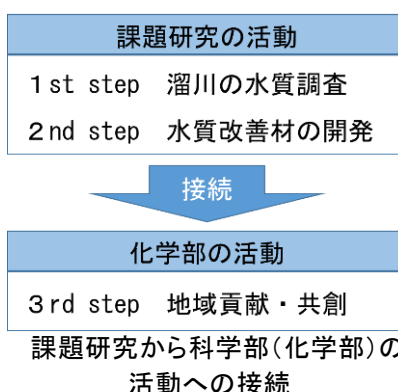 課題研究の活動
1st step 溜川の水質調査
2nd step 水質改善材の開発
接続
化学部の活動
3rd step 地域貢献・共創
課題研究から科学部(化学部)の
活動への接続